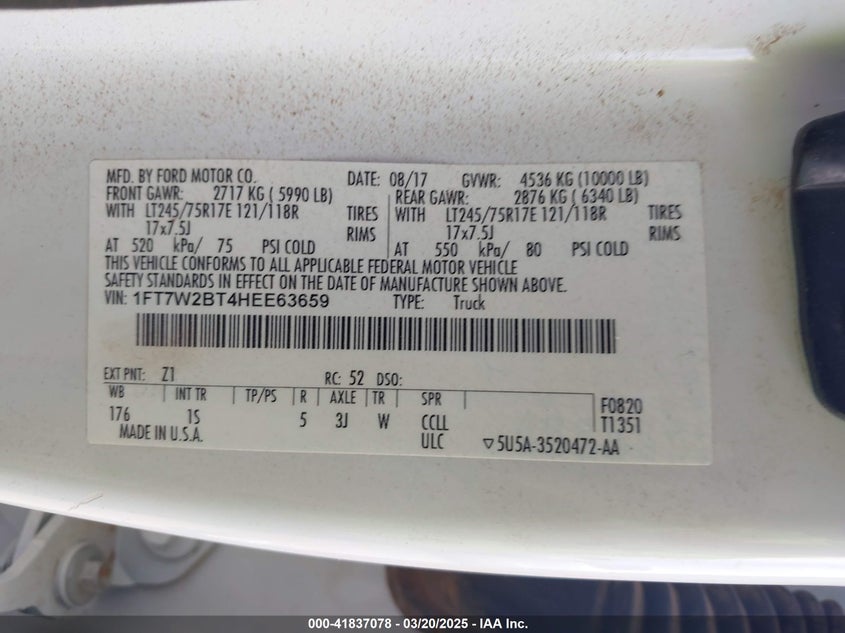 MFD. BY FORD MOTOR CO. DATE: 08/17 GVWR: 4536 KG (10000 LB)
FRONT GAWR: 2717 KG ( 5990 LB) REAR GAWR: 2876 KG ( 6340 LB)
WITH LT245/75R17E 121/118R TIRES WITH LT245/75R17E 121/118R TIRES
17x7.5J RIMS 17x7.5J RIMS
AT 520 kPa/ 75 PSI COLD AT 550 kPa/ 80 PSI COLD
THIS VEHICLE CONFORMS TO ALL APPLICABLE FEDERAL MOTOR VEHICLE
SAFETY STANDARDS IN EFFECT ON THE DATE OF MANUFACTURE SHOWN ABOVE.
VIN: 1FT7W2BT4HEE63659 TYPE: Truck
EXT PNT: Z1 RC: 52 DSO:
WB INT TR TP/PS R AXLE TR SPR F0820
176 1S 5 3J W CCLL T1351
MADE IN U.S.A. ULC ▽5U5A-3520472-AA
000-41837078 - 03/20/2025 - IAA Inc.